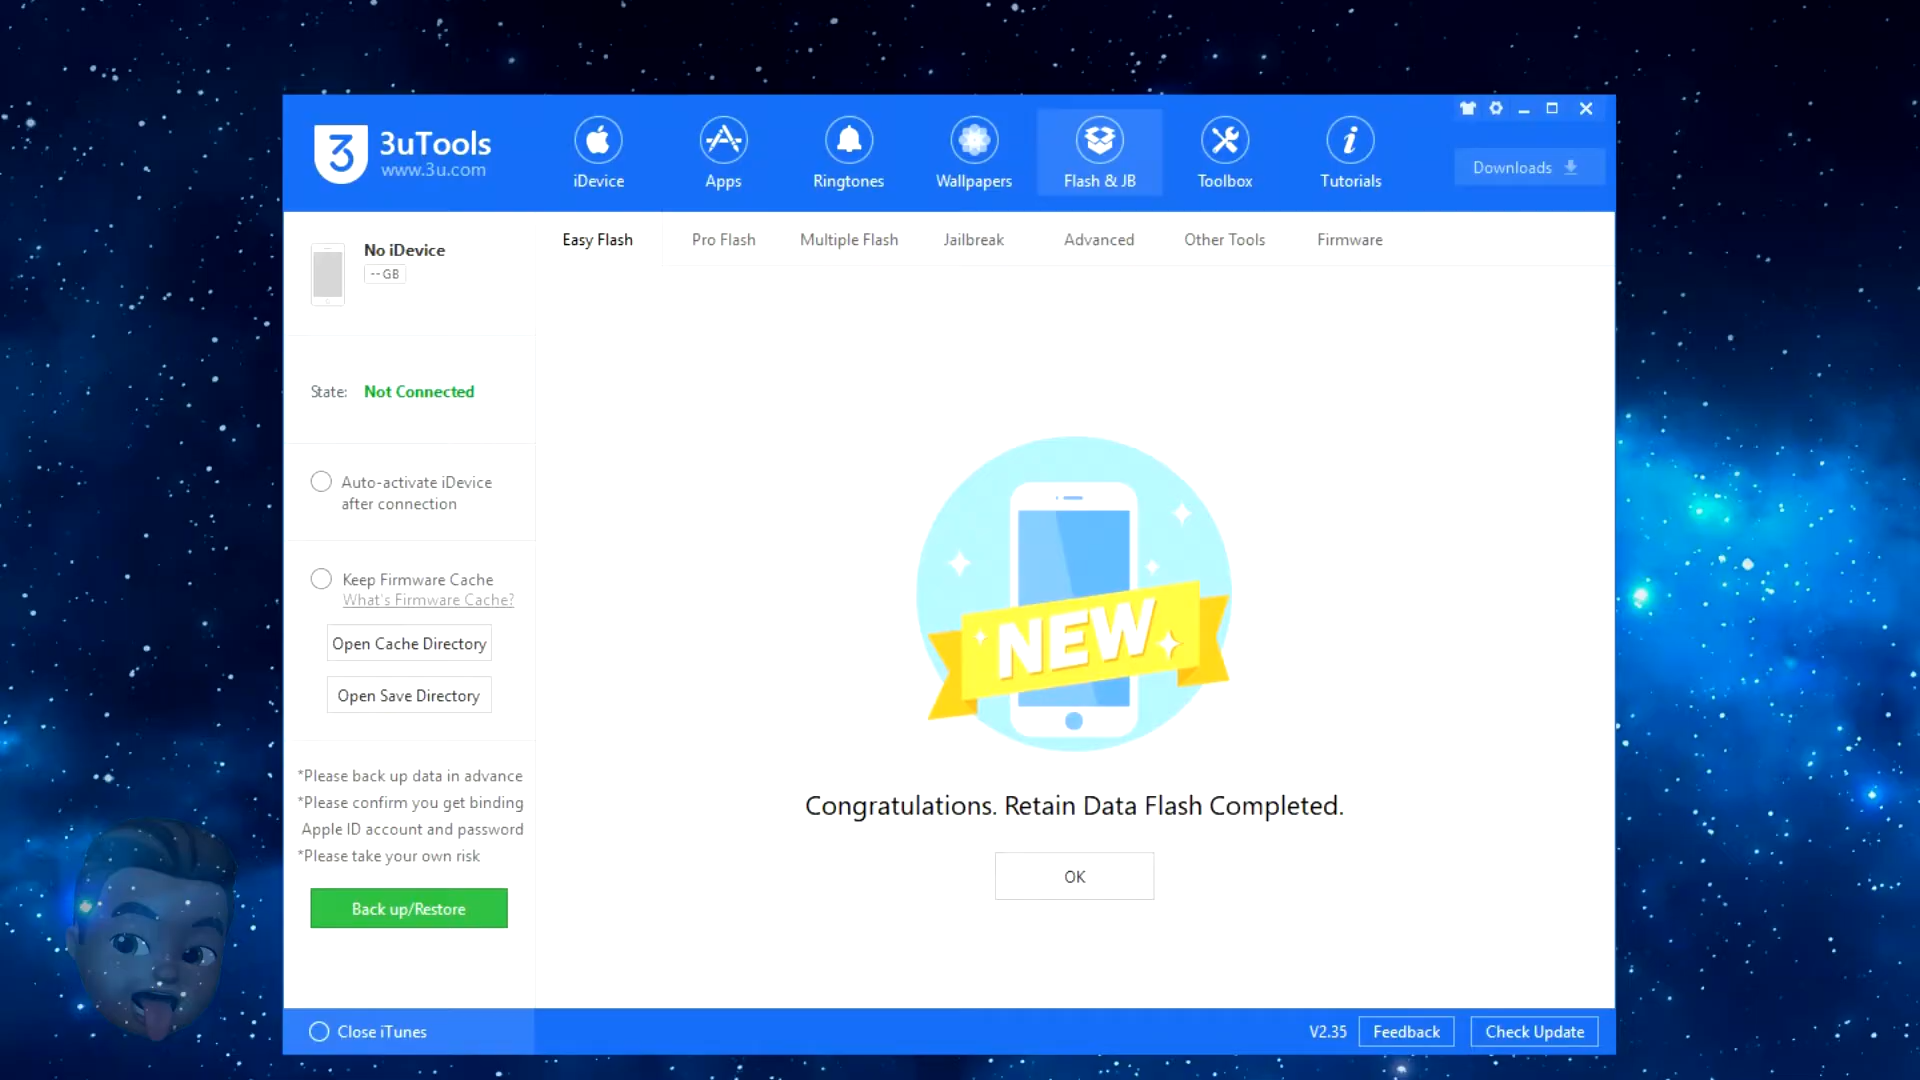 3 3uTools
www.3u.com
iDevice
Apps
Ringtones
Wallpapers
Flash & JB
Toolbox
Tutorials
Downloads
No iDevice
--GB
Easy Flash
Pro Flash
Multiple Flash
Jailbreak
Advanced
Other Tools
Firmware
State: Not Connected
Auto-activate iDevice
after connection
Keep Firmware Cache
What's Firmware Cache?
Open Cache Directory
Open Save Directory
*Please back up data in advance
*Please confirm you get binding
Apple ID account and password
*Please take your own risk
Back up/Restore
NEW
Congratulations. Retain Data Flash Completed.
OK
Close iTunes
V2.35
Feedback
Check Update